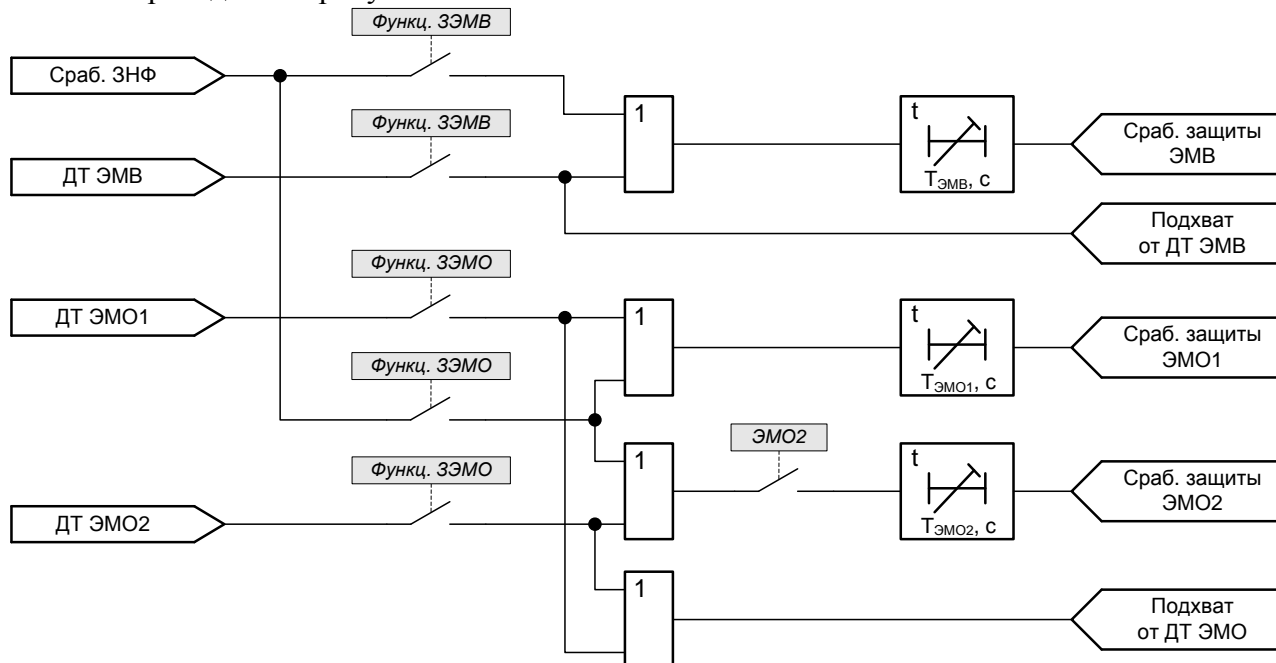 Функц. ЗЭМВ
Сраб. ЗНФ
1
t
Функц. ЗЭМВ
Сраб. защиты
ЭМВ
ДТ ЭМВ
TЭМВ, с
Подхват
от ДТ ЭМВ
Функц. ЗЭМО
ДТ ЭМО1
1
t
Сраб. защиты
ЭМО1
Функц. ЗЭМО
TЭМО1, с
ЭМО2
1
t
Функц. ЗЭМО
Сраб. защиты
ЭМО2
ДТ ЭМО2
TЭМО2, с
1
Подхват
от ДТ ЭМО